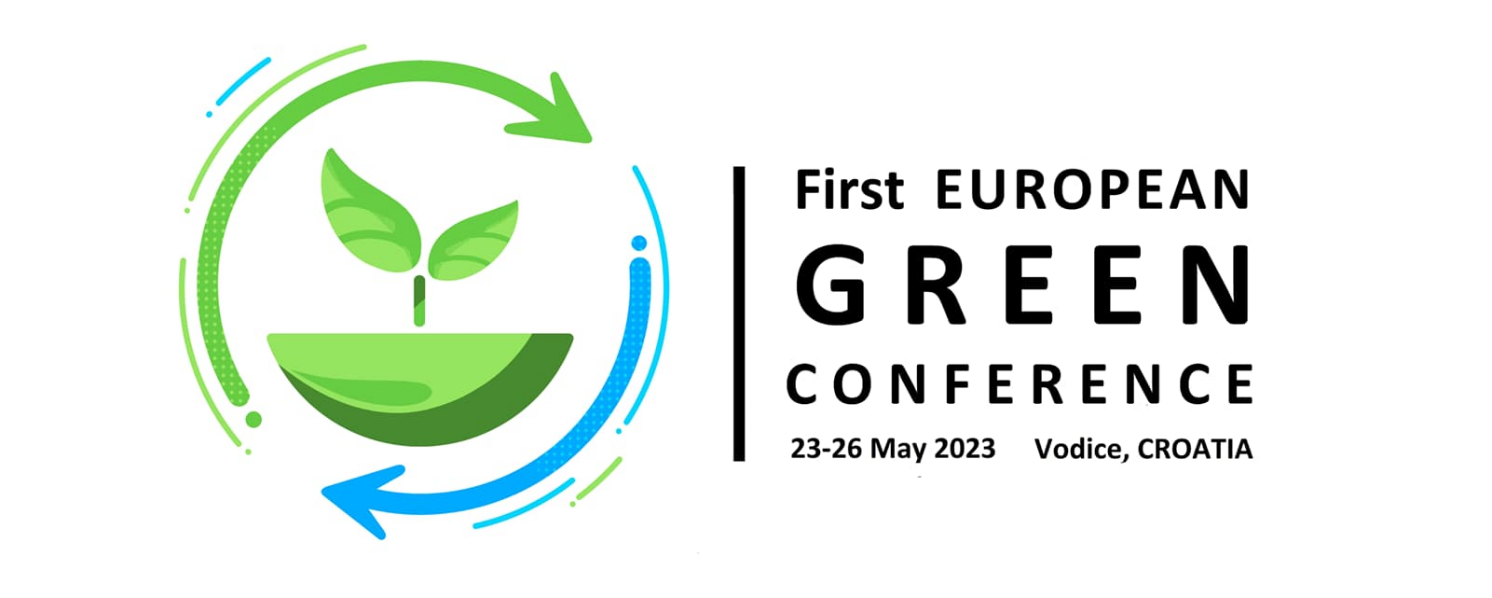 First EUROPEAN
GREEN
CONFERENCE
23-26 May 2023 Vodice, CROATIA